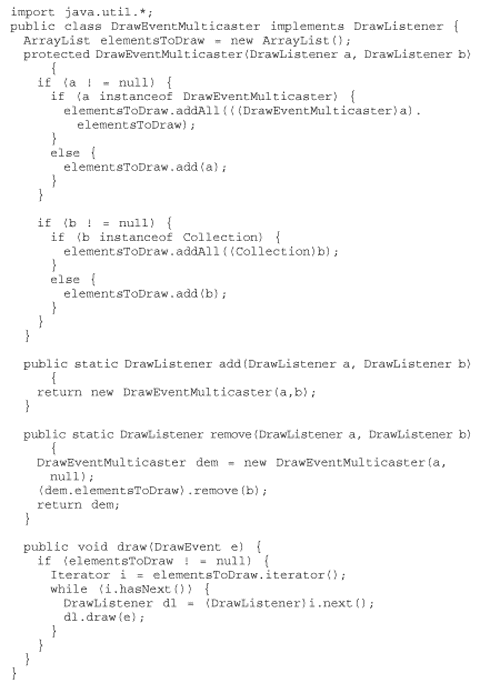 import java.util.*;
public class DrawEventMulticaster implements DrawListener {
ArrayList elementsToDraw = new ArrayList();
protected DrawEventMulticaster(DrawListener a, DrawListener b)
{
if (a ! = null) {
if (a instanceof DrawEventMulticaster) {
elementsToDraw.addAll(((DrawEventMulticaster)a).
elementsToDraw);
}
else {
elementsToDraw.add(a);
}
}
if (b ! = null) {
if (b instanceof Collection) {
elementsToDraw.addAll((Collection)b);
}
else {
elementsToDraw.add(b);
}
}
}
public static DrawListener add(DrawListener a, DrawListener b)
{
return new DrawEventMulticaster(a,b);
}
public static DrawListener remove(DrawListener a, DrawListener b)
{
DrawEventMulticaster dem = new DrawEventMulticaster(a,
null);
(dem.elementsToDraw).remove(b);
return dem;
}
public void draw(DrawEvent e) {
if (elementsToDraw ! = null) {
Iterator i = elementsToDraw.iterator();
while (i.hasNext()) {
DrawListener dl = (DrawListener)i.next();
dl.draw(e);
}
}
}
}